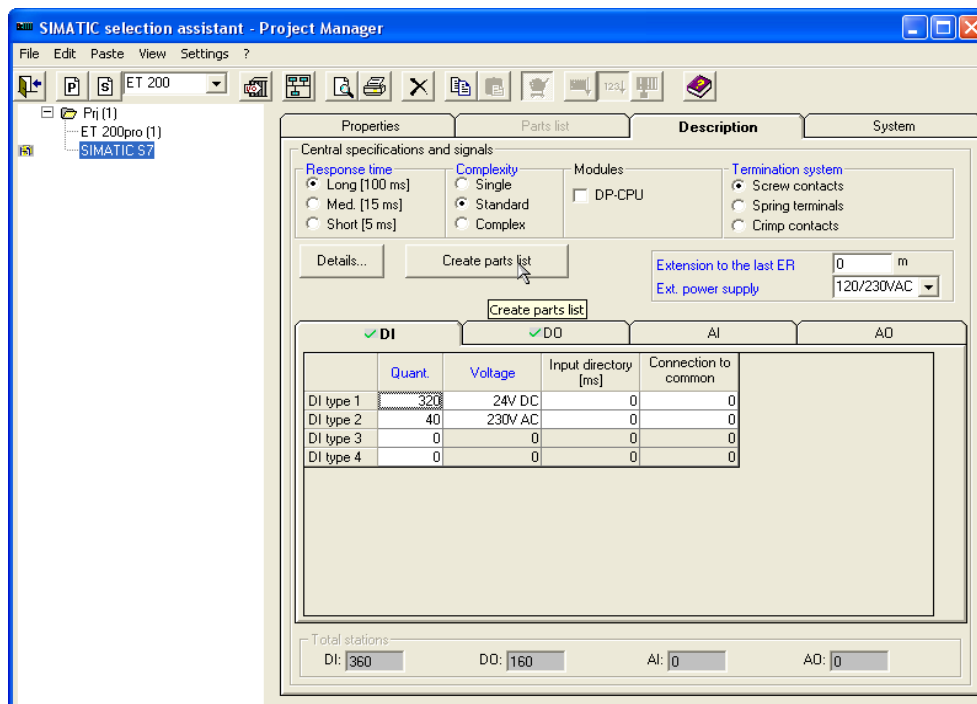 SIMATIC selection assistant - Project Manager
File Edit Paste View Settings ?
P S ET 200 123
Prj (1)
ET 200pro (1)
SIMATIC S7
Properties Parts list Description System
Central specifications and signals
Response time Complexity Modules Termination system
Long [100 ms] Single DP-CPU Screw contacts
Med. [15 ms] Standard Spring terminals
Short [5 ms] Complex Crimp contacts
Details... Create parts list Extension to the last ER 0 m
Ext. power supply 120/230VAC
Create parts list
DI DO AI AO
Quant. Voltage Input directory [ms] Connection to common
DI type 1 320 24V DC 0 0
DI type 2 40 230V AC 0 0
DI type 3 0 0 0 0
DI type 4 0 0 0 0
Total stations
DI: 360 DO: 160 AI: 0 AO: 0